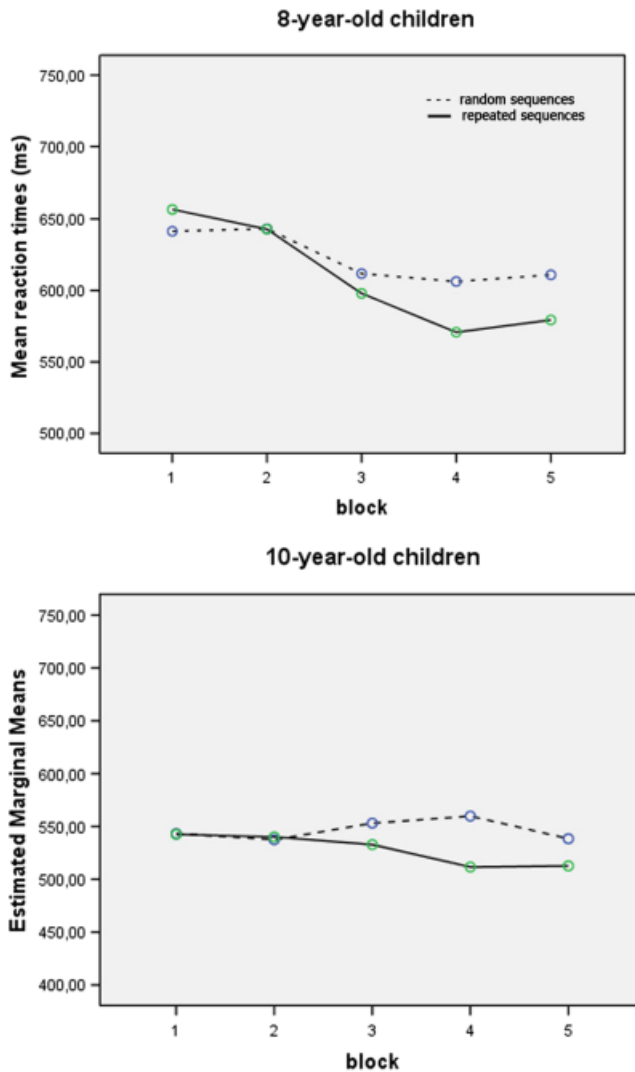 8-year-old children
750,00
700,00
650,00
600,00
550,00
500,00
Mean reaction times (ms)
random sequences
repeated sequences
1 2 3 4 5
block
10-year-old children
750,00
700,00
650,00
600,00
550,00
500,00
450,00
400,00
Estimated Marginal Means
1 2 3 4 5
block